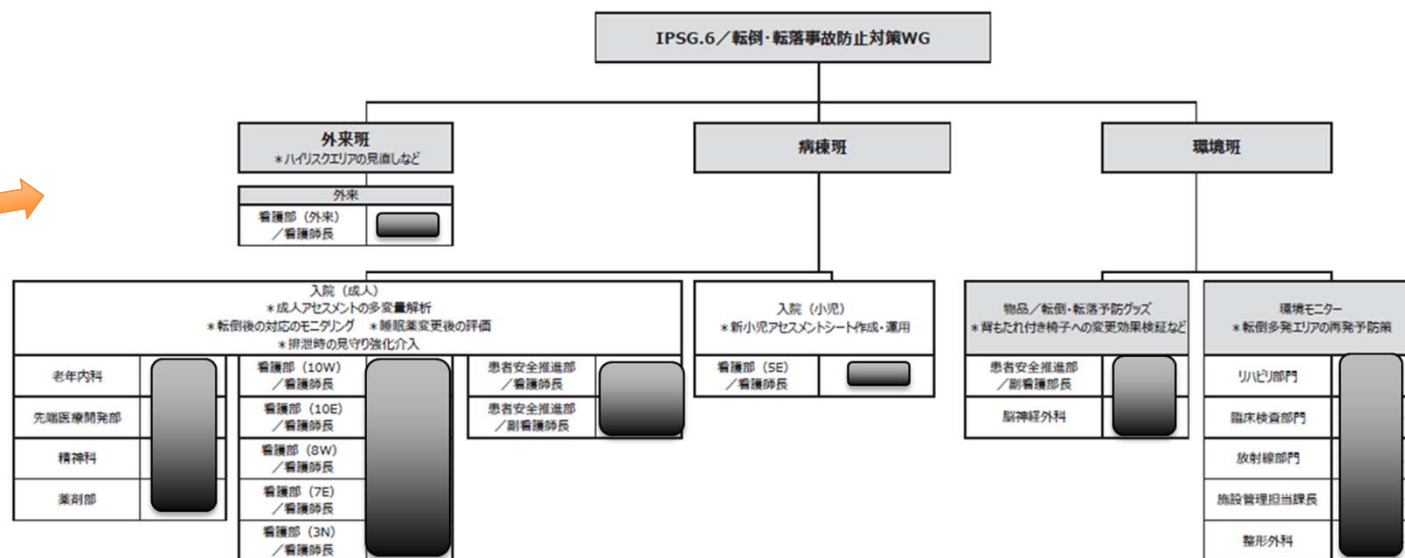 IPSG.6／転倒・転落事故防止対策WG
外来班
＊ハイリスクエリアの見直しなど
病棟班
環境班
外来
看護部（外来）
／看護師長
入院（成人）
＊成人アセスメントの多変量解析
＊転倒後の対応のモニタリング ＊睡眠薬変更後の評価
＊排泄時の見守り強化介入
老年内科
先端医療開発部
精神科
薬剤部
看護部（10W）
／看護師長
看護部（10E）
／看護師長
看護部（8W）
／看護師長
看護部（7E）
／看護師長
看護部（3N）
／看護師長
患者安全推進部
／看護師長
患者安全推進部
／副看護師長
入院（小児）
＊新小児アセスメントシート作成・運用
看護部（5E）
／看護師長
物品／転倒・転落予防グッズ
＊背もたれ付き椅子への変更効果検証など
患者安全推進部
／副看護部長
脳神経外科
環境モニター
＊転倒多発エリアの再発予防策
リハビリ部門
臨床検査部門
放射線部門
施設管理担当課長
整形外科